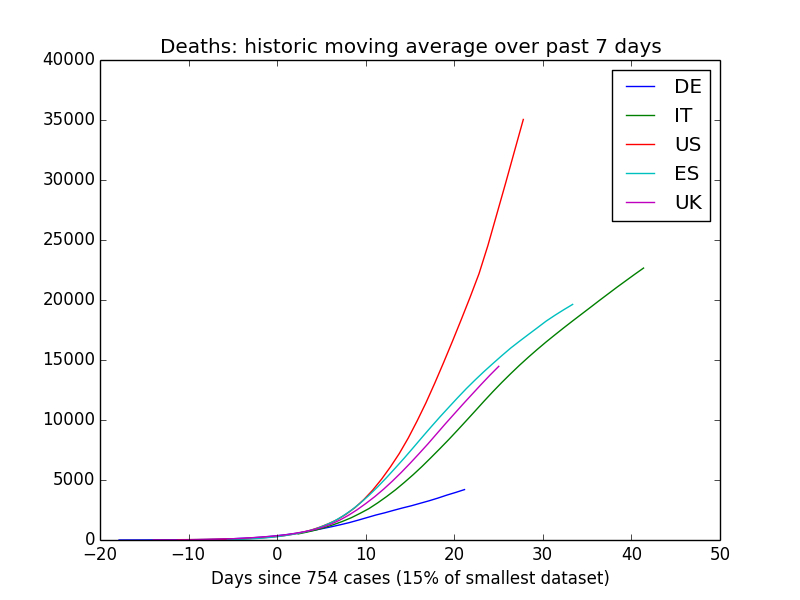 Deaths: historic moving average over past 7 days
40000
35000
30000
25000
20000
15000
10000
5000
0
DE
IT
US
ES
UK
−20 −10 0 10 20 30 40 50
Days since 754 cases (15% of smallest dataset)